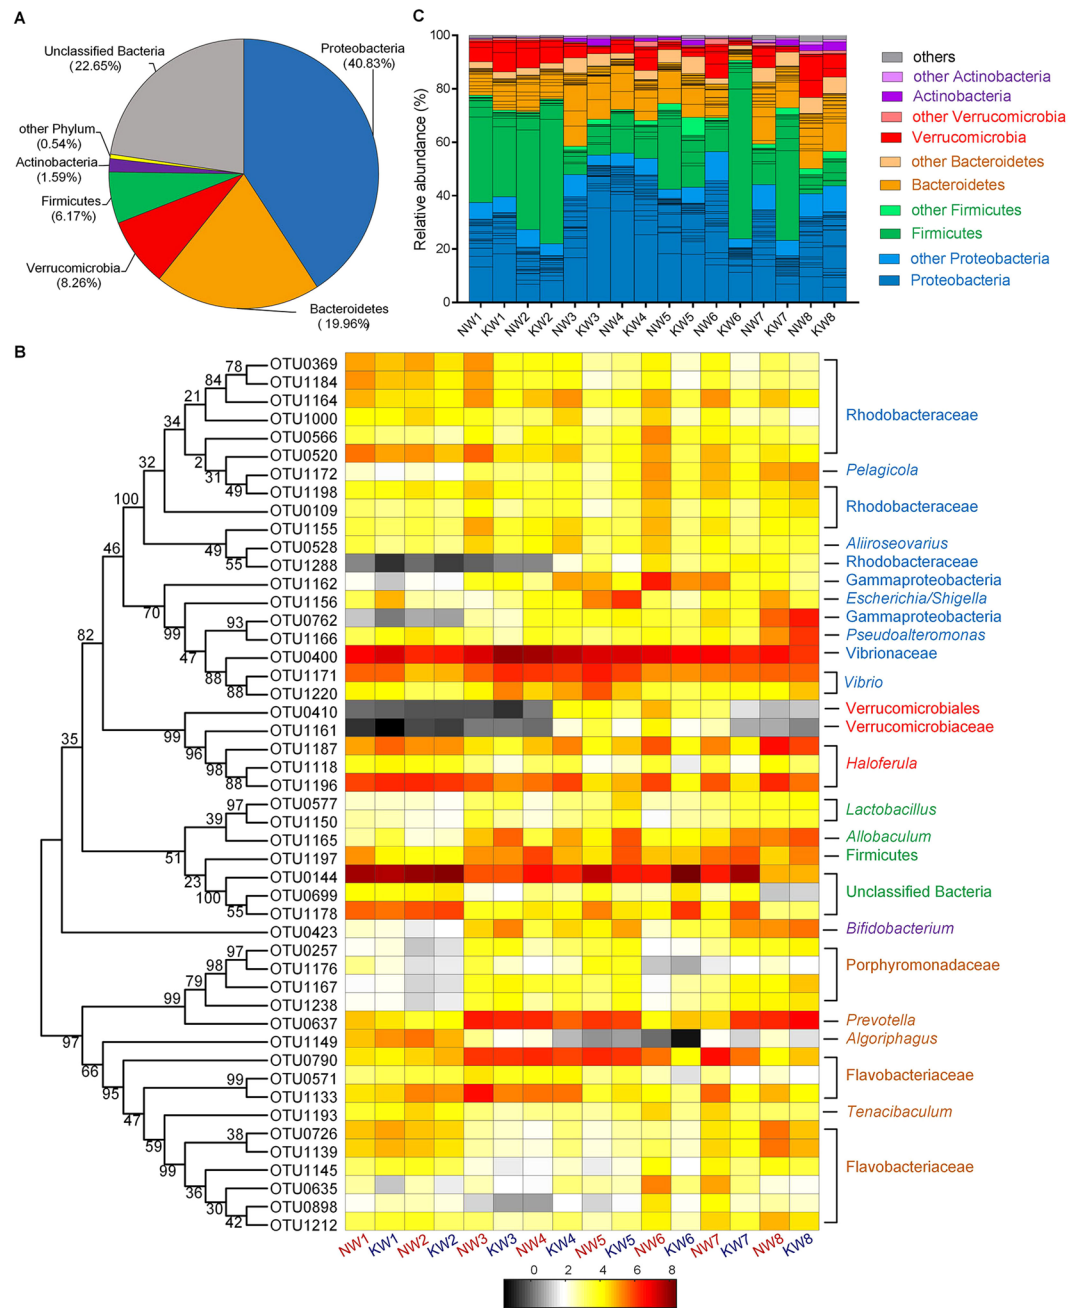 A
Unclassified Bacteria
(22.65%)
Proteobacteria
(40.83%)
other Phylum
(0.54%)
Actinobacteria
(1.59%)
Firmicutes
(6.17%)
Verrucomicrobia
(8.26%)
Bacteroidetes
( 19.96%)
C
Relative abundance (%)
100
80
60
40
20
0
NW1 KW1 NW2 KW2 NW3 KW3 NW4 KW4 NW5 KW5 NW6 KW6 NW7 KW7 NW8 KW8
others
other Actinobacteria
Actinobacteria
other Verrucomicrobia
Verrucomicrobia
other Bacteroidetes
Bacteroidetes
other Firmicutes
Firmicutes
other Proteobacteria
Proteobacteria
B
78
84
21
34
2
31
49
32
100
49
55
46
70
99
93
47
88
88
82
99
96
98
88
35
97
39
51
23
100
55
97
98
79
99
97
66
95
99
47
59
38
99
36
30
42
OTU0369
OTU1184
OTU1164
OTU1000
OTU0566
OTU0520
OTU1172
OTU1198
OTU0109
OTU1155
OTU0528
OTU1288
OTU1162
OTU1156
OTU0762
OTU1166
OTU0400
OTU1171
OTU1220
OTU0410
OTU1161
OTU1187
OTU1118
OTU1196
OTU0577
OTU1150
OTU1165
OTU1197
OTU0144
OTU0699
OTU1178
OTU0423
OTU0257
OTU1176
OTU1167
OTU1238
OTU0637
OTU1149
OTU0790
OTU0571
OTU1133
OTU1193
OTU0726
OTU1139
OTU1145
OTU0635
OTU0898
OTU1212
Rhodobacteraceae
Pelagicola
Rhodobacteraceae
Aliiroseovarius
Rhodobacteraceae
Gammaproteobacteria
Escherichia/Shigella
Gammaproteobacteria
Pseudoalteromonas
Vibrionaceae
Vibrio
Verrucomicrobiales
Verrucomicrobiaceae
Haloferula
Lactobacillus
Allobaculum
Firmicutes
Unclassified Bacteria
Bifidobacterium
Porphyromonadaceae
Prevotella
Algoriphagus
Flavobacteriaceae
Tenacibaculum
Flavobacteriaceae
NW1 KW1 NW2 KW2 NW3 KW3 NW4 KW4 NW5 KW5 NW6 KW6 NW7 KW7 NW8 KW8
0 2 4 6 8